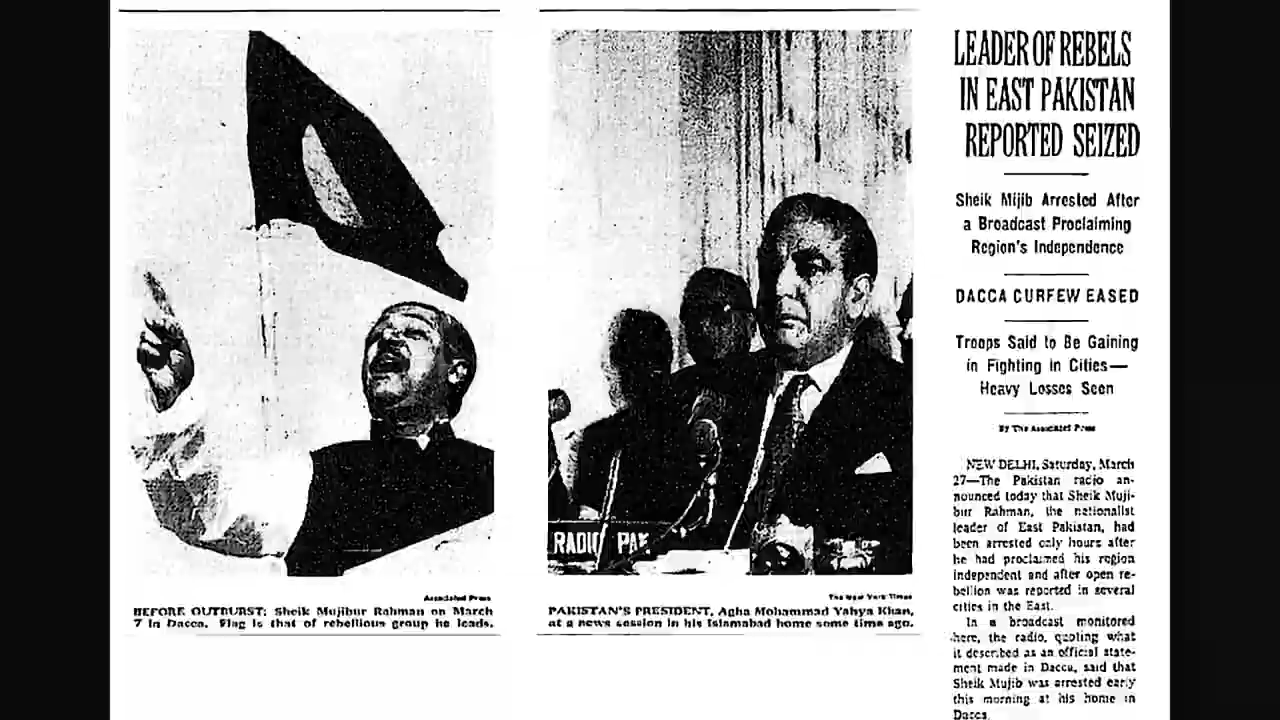 Associated Press
BEFORE OUTBURST: Sheik Mujibur Rahman on March
7 in Dacca. Flag is that of rebellious group he leads.
RADIO PAK
The New York Times
PAKISTAN'S PRESIDENT, Agha Mohammad Yahya Khan,
at a news session in his Islamabad home some time ago.
LEADER OF REBELS
IN EAST PAKISTAN
REPORTED SEIZED
Sheik Mijib Arrested After
a Broadcast Proclaiming
Region's Independence
DACCA CURFEW EASED
Troops Said to Be Gaining
in Fighting in Cities—
Heavy Losses Seen
By The Associated Press
NEW DELHI, Saturday, March
27—The Pakistan radio an-
nounced today that Sheik Muji-
bur Rahman, the nationalist
leader of East Pakistan, had
been arrested only hours after
he had proclaimed his region
independent and after open re-
bellion was reported in several
cities in the East.
In a broadcast monitored
here, the radio, quoting what
it described as an official state-
ment made in Dacca, said that
Sheik Mujib was arrested early
this morning at his home in
Dacca.